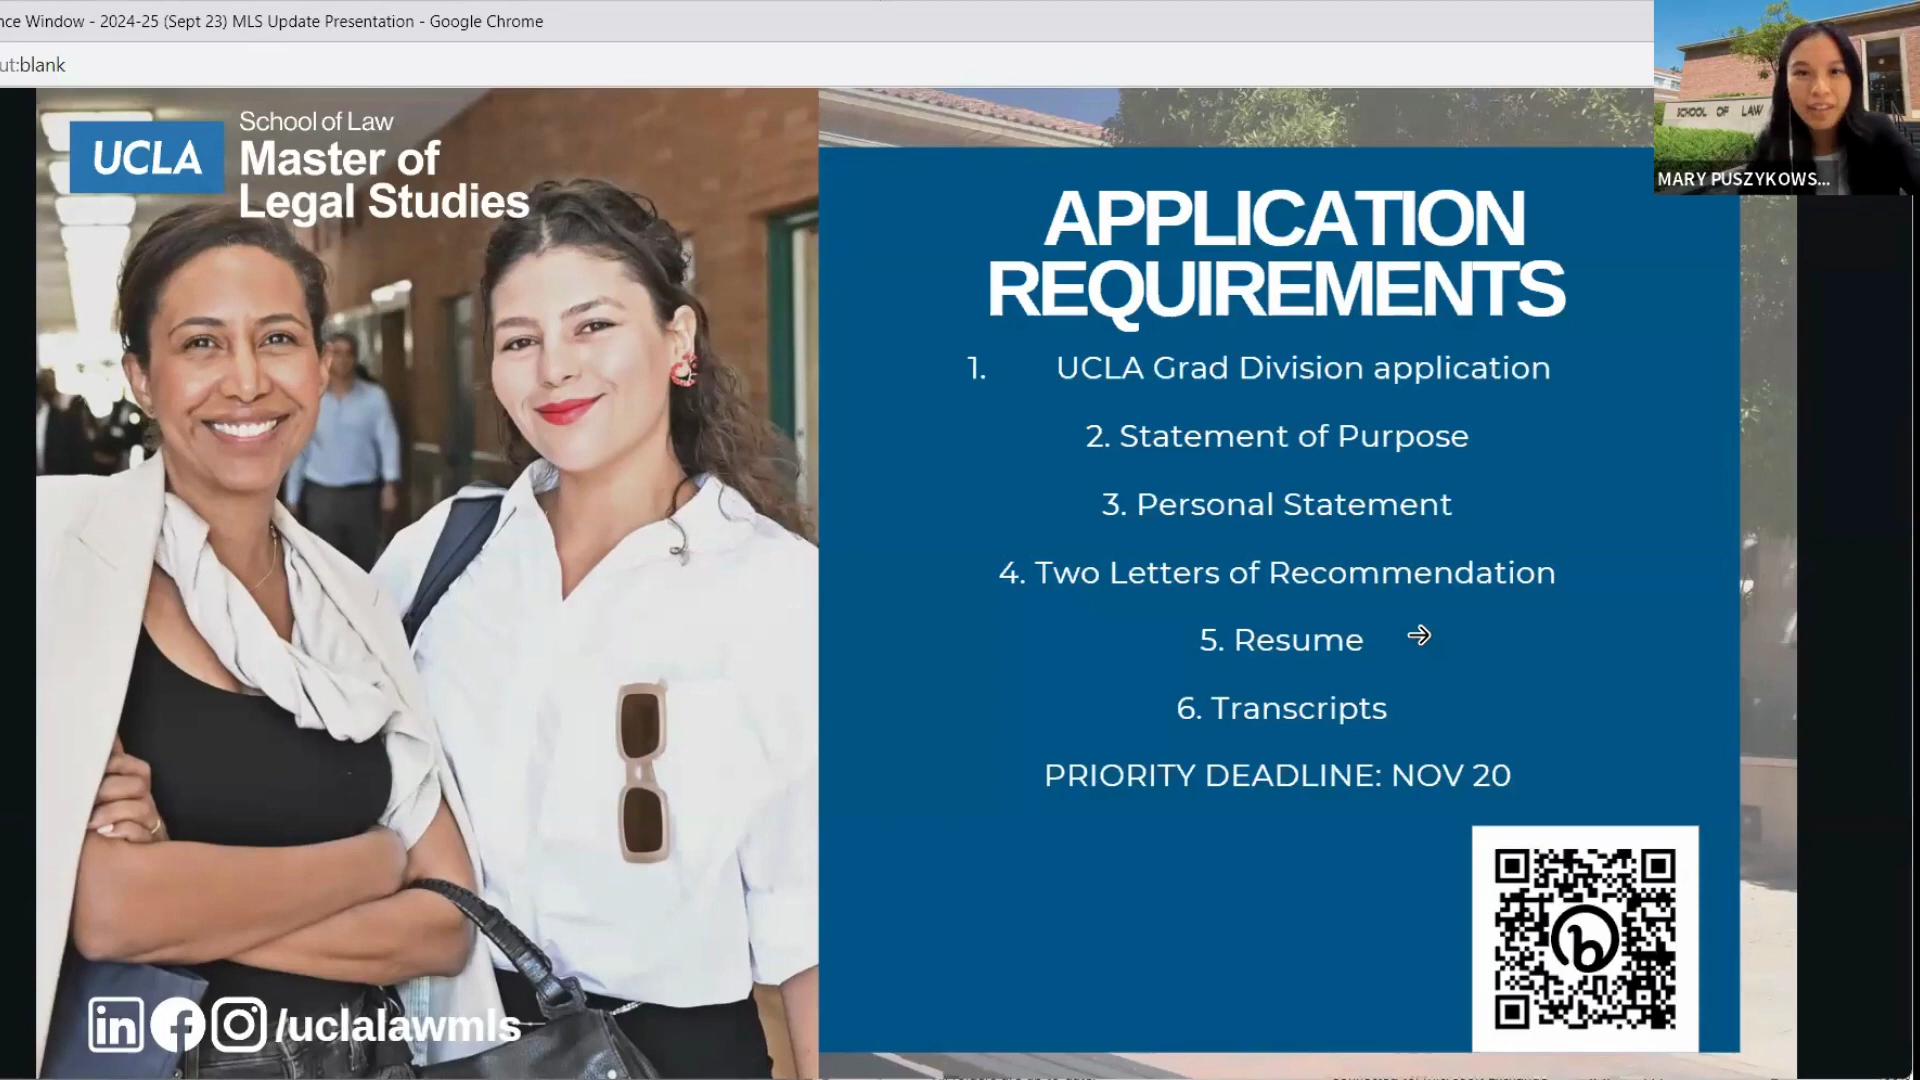 nce Window - 2024-25 (Sept 23) MLS Update Presentation - Google Chrome
ut:blank
SCHOOL OF LAW
MARY PUSZYKOWS...
UCLA
School of Law
Master of
Legal Studies
APPLICATION
REQUIREMENTS
1. UCLA Grad Division application
2. Statement of Purpose
3. Personal Statement
4. Two Letters of Recommendation
5. Resume
6. Transcripts
PRIORITY DEADLINE: NOV 20
b
in f /uclalawmls